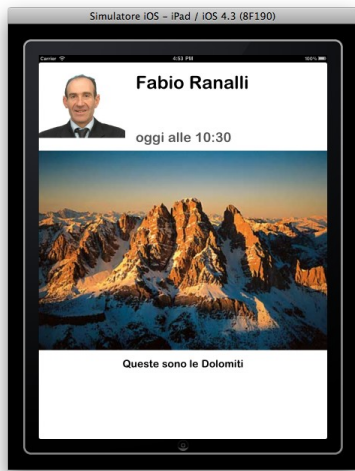 Simulatore iOS - iPad / iOS 4.3 (8F190)
Carrier 4:53 PM 100%
Fabio Ranalli
oggi alle 10:30
Queste sono le Dolomiti